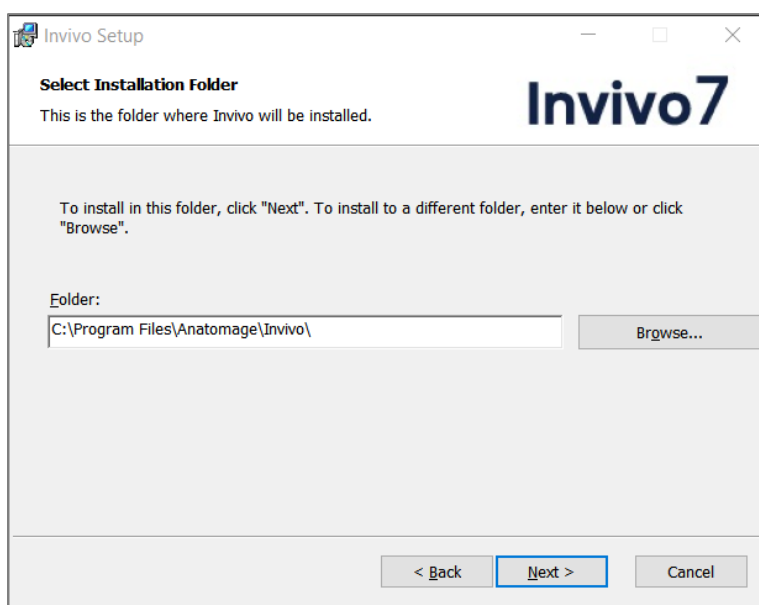 Invivo Setup
Select Installation Folder
This is the folder where Invivo will be installed.
Invivo7
To install in this folder, click "Next". To install to a different folder, enter it below or click
"Browse".
Folder:
C:\Program Files\Anatomage\Invivo\
Browse...
< Back
Next >
Cancel